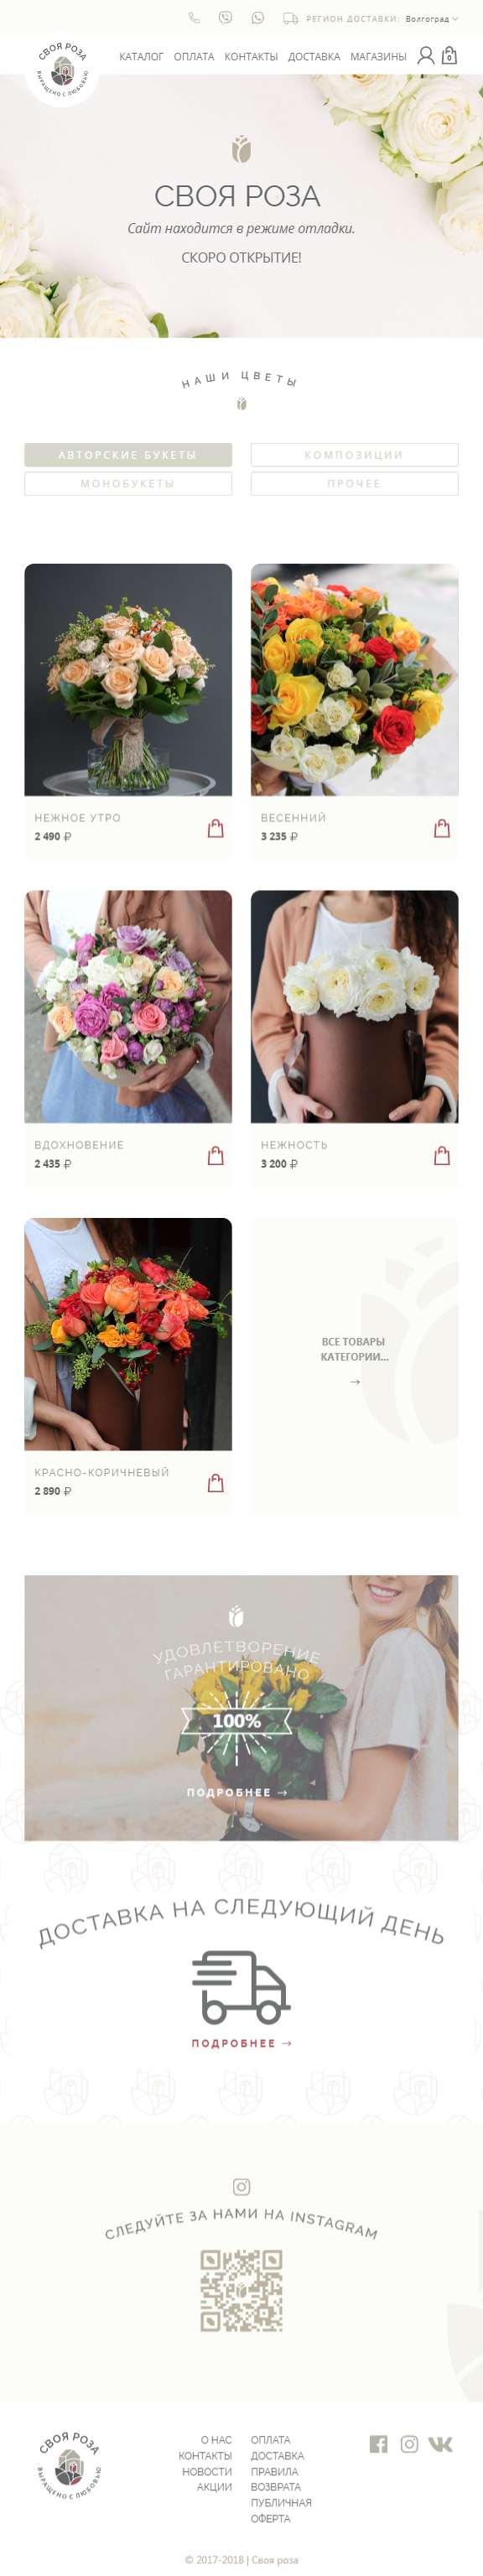 РЕГИОН ДОСТАВКИ: Волгоград
СВОЯ РОЗА
ВЫРАЩЕНО С ЛЮБОВЬЮ
КАТАЛОГ ОПЛАТА КОНТАКТЫ ДОСТАВКА МАГАЗИНЫ 0
СВОЯ РОЗА
Сайт находится в режиме отладки.
СКОРО ОТКРЫТИЕ!
НАШИ ЦВЕТЫ
АВТОРСКИЕ БУКЕТЫ КОМПОЗИЦИИ
МОНОБУКЕТЫ ПРОЧЕЕ
НЕЖНОЕ УТРО
2 490 ₽
ВЕСЕННИЙ
3 235 ₽
ВДОХНОВЕНИЕ
2 435 ₽
НЕЖНОСТЬ
3 200 ₽
КРАСНО-КОРИЧНЕВЫЙ
2 890 ₽
ВСЕ ТОВАРЫ
КАТЕГОРИИ...
→
УДОВЛЕТВОРЕНИЕ
ГАРАНТИРОВАНО
100%
ПОДРОБНЕЕ →
ДОСТАВКА НА СЛЕДУЮЩИЙ ДЕНЬ
ПОДРОБНЕЕ →
СЛЕДУЙТЕ ЗА НАМИ НА INSTAGRAM
СВОЯ РОЗА
ВЫРАЩЕНО С ЛЮБОВЬЮ
О НАС
КОНТАКТЫ
НОВОСТИ
АКЦИИ
ОПЛАТА
ДОСТАВКА
ПРАВИЛА
ВОЗВРАТА
ПУБЛИЧНАЯ
ОФЕРТА
© 2017-2018 | Своя роза